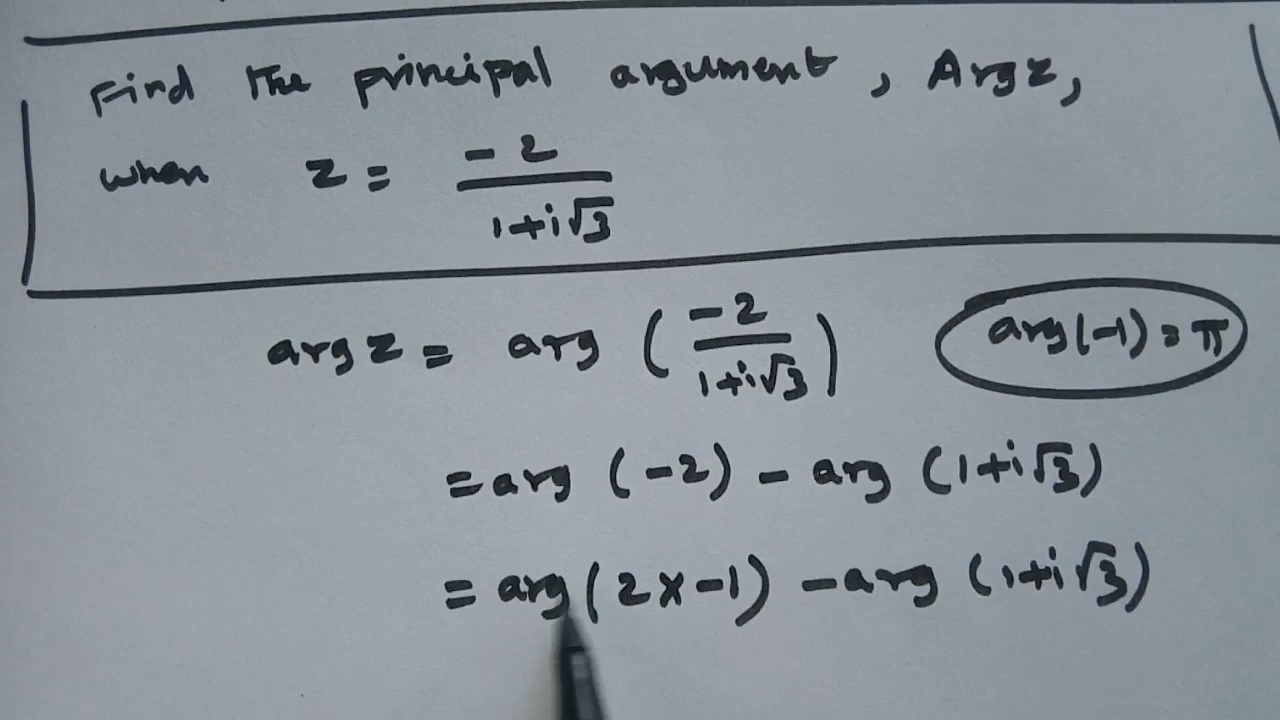 Find the principal argument, Arg z,
when z = -2/(1+i√3)
arg z = arg (-2/(1+i√3))
arg(-1) = π
= arg (-2) - arg (1+i√3)
= arg (2×-1) - arg (1+i√3)